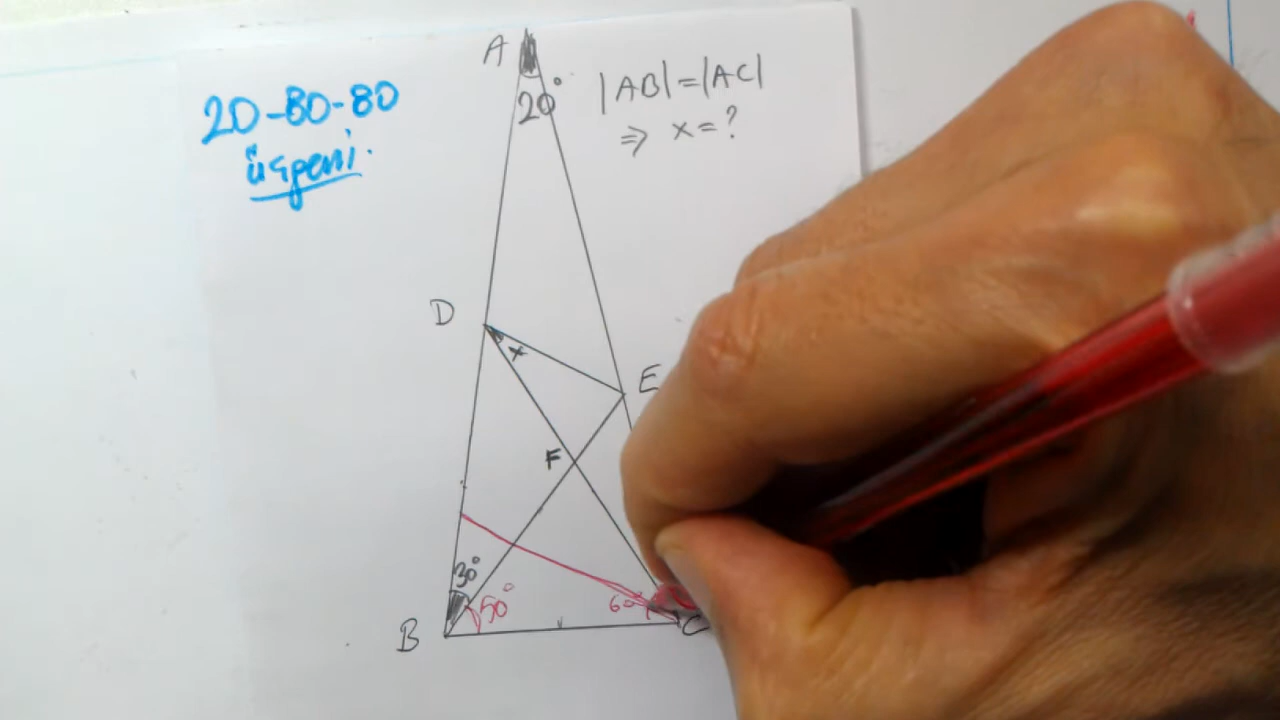 20-80-80
üçgeni.
A
20°
|AB|=|AC|
⇒ x=?
D
x
E
F
30°
50°
60
B
C